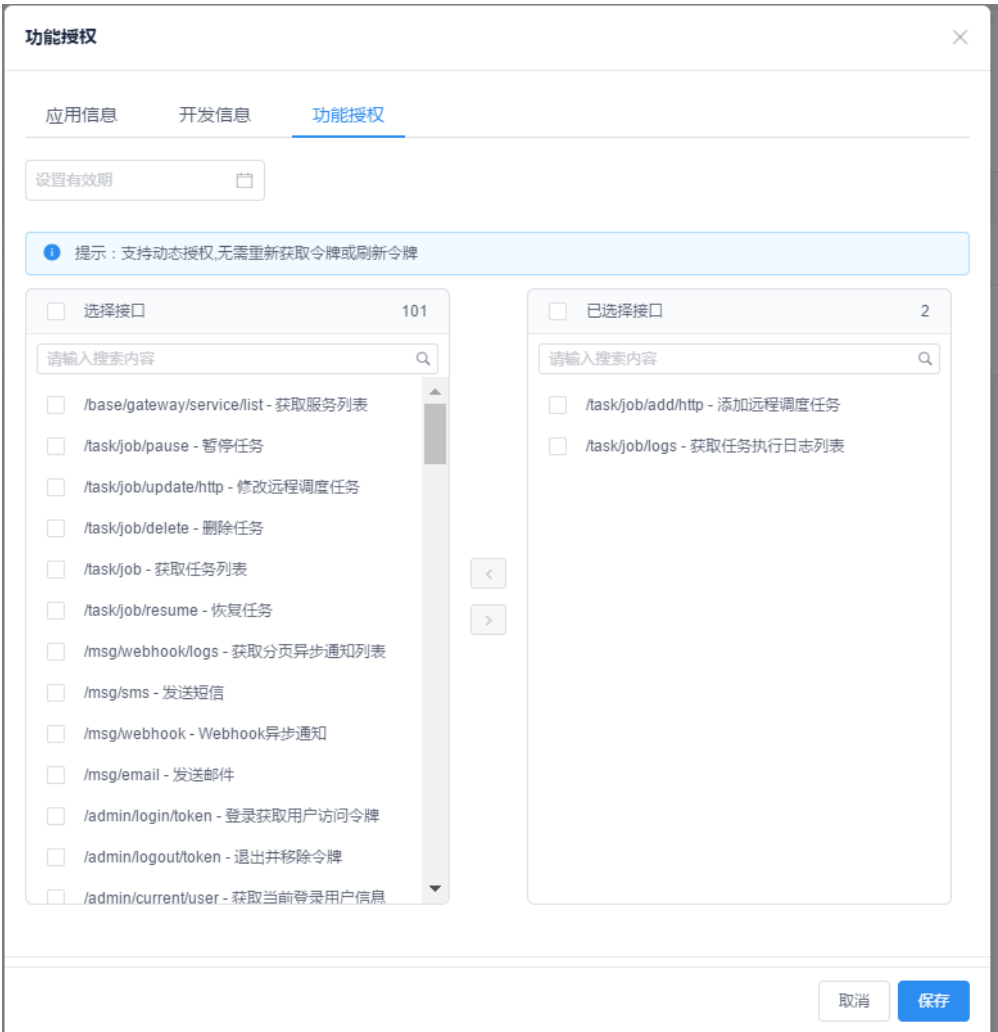 功能授权
应用信息 开发信息 功能授权
设置有效期
提示：支持动态授权,无需重新获取令牌或刷新令牌
选择接口 101
请输入搜索内容
/base/gateway/service/list - 获取服务列表
/task/job/pause - 暂停任务
/task/job/update/http - 修改远程调度任务
/task/job/delete - 删除任务
/task/job - 获取任务列表
/task/job/resume - 恢复任务
/msg/webhook/logs - 获取分页异步通知列表
/msg/sms - 发送短信
/msg/webhook - Webhook异步通知
/msg/email - 发送邮件
/admin/login/token - 登录获取用户访问令牌
/admin/logout/token - 退出并移除令牌
/admin/current/user - 获取当前登录用户信息
已选择接口 2
请输入搜索内容
/task/job/add/http - 添加远程调度任务
/task/job/logs - 获取任务执行日志列表
取消 保存